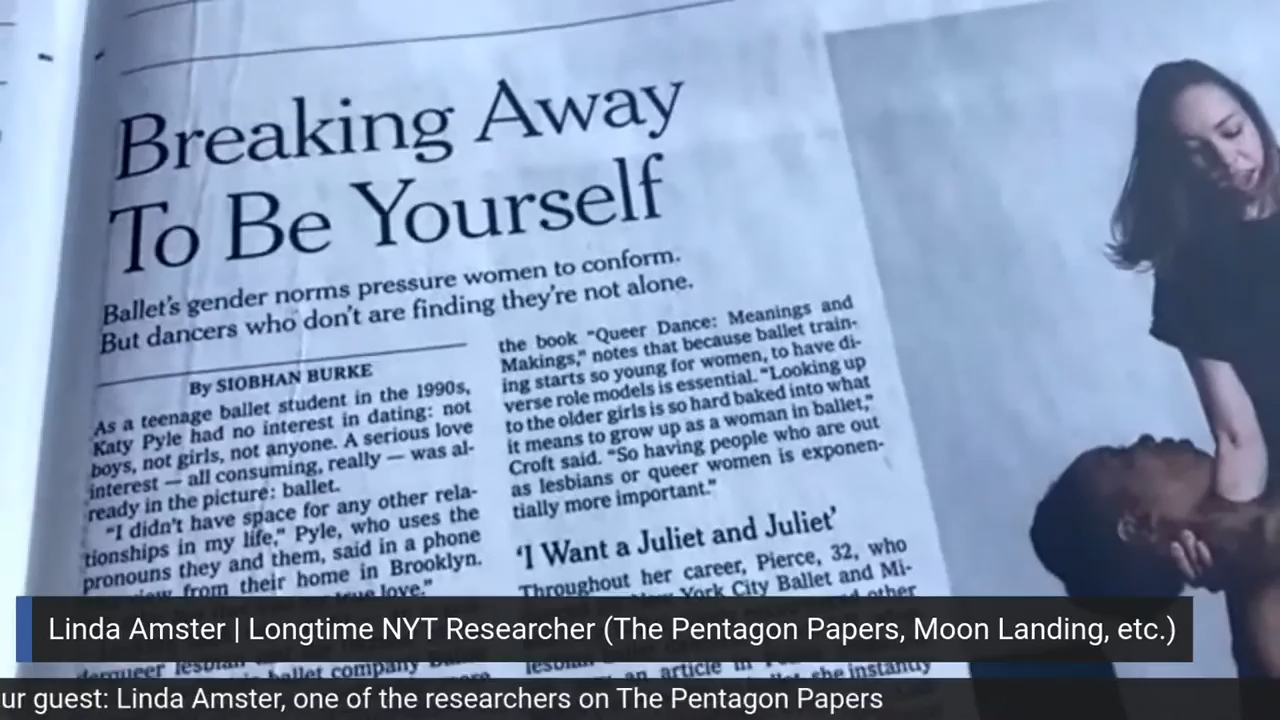 Breaking Away
To Be Yourself
Ballet's gender norms pressure women to conform.
But dancers who don't are finding they're not alone.
By SIOBHAN BURKE
As a teenage ballet student in the 1990s,
Katy Pyle had no interest in dating: not
boys, not girls, not anyone. A serious love
interest — all consuming, really — was al-
ready in the picture: ballet.
"I didn't have space for any other rela-
tionships in my life," Pyle, who uses the
pronouns they and them, said in a phone
from their home in Brooklyn.
love."
lesbian
ballet company
the book "Queer Dance: Meanings and
Makings," notes that because ballet train-
ing starts so young for women, to have di-
verse role models is essential. "Looking up
to the older girls is so hard baked into what
it means to grow up as a woman in ballet,"
Croft said. "So having people who are out
as lesbians or queer women is exponen-
tially more important."
'I Want a Juliet and Juliet'
Throughout her career, Pierce, 32, who
York City Ballet and Mi-
other
an article in
she instantly
Linda Amster | Longtime NYT Researcher (The Pentagon Papers, Moon Landing, etc.)
ur guest: Linda Amster, one of the researchers on The Pentagon Papers